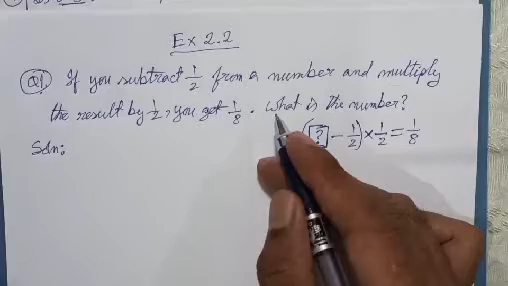 Ex 2.2
Q1 If you subtract 1/2 from a number and multiply
the result by 1/2, you get 1/8. What is the number?
Soln: (? - 1/2) × 1/2 = 1/8